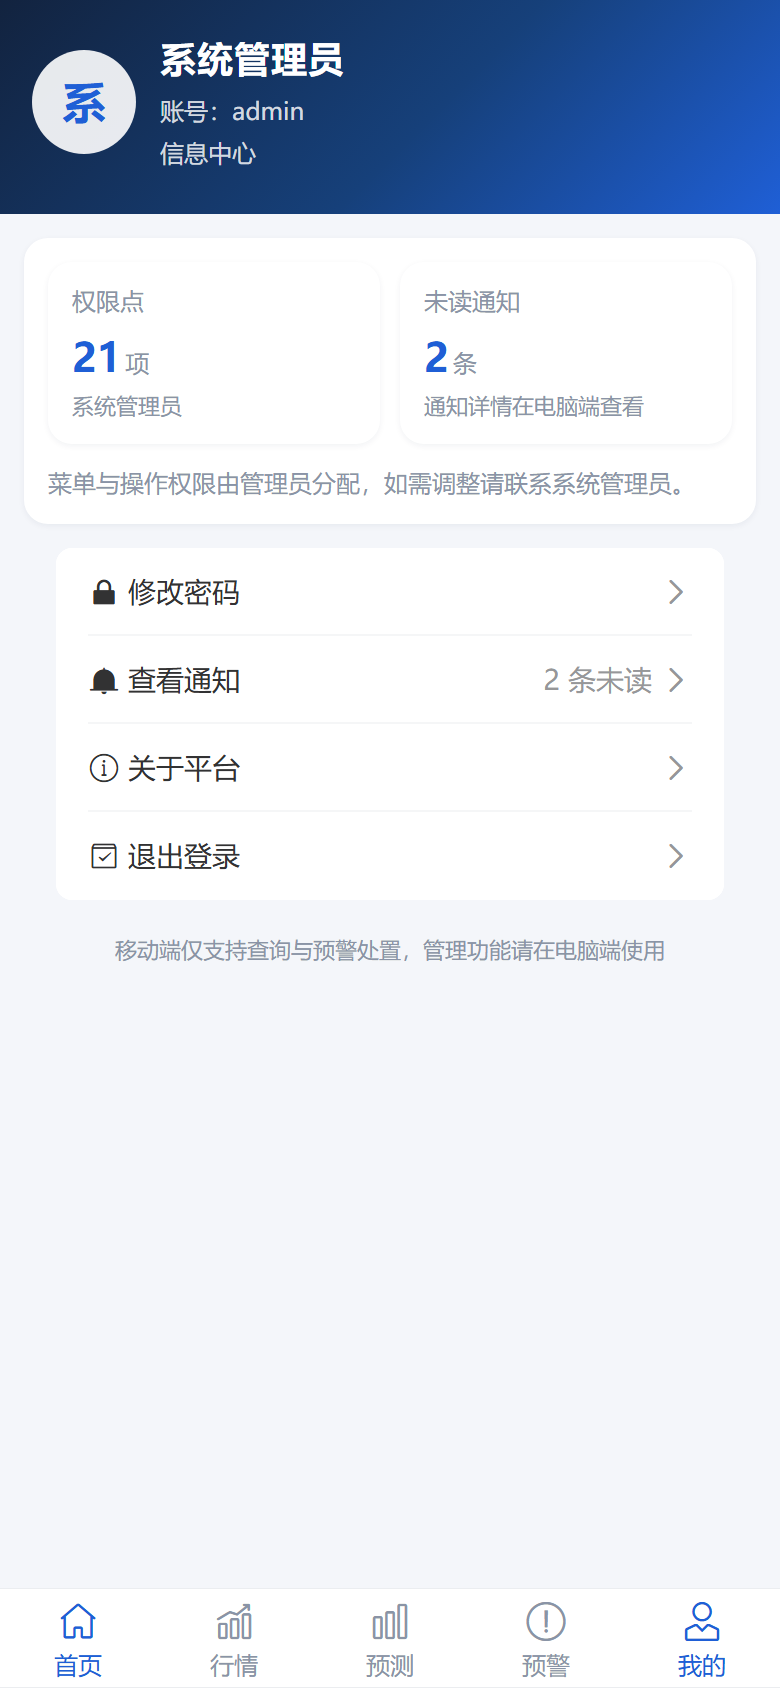 系
系统管理员
账号：admin
信息中心
权限点
21 项
系统管理员
未读通知
2 条
通知详情在电脑端查看
菜单与操作权限由管理员分配，如需调整请联系系统管理员。
修改密码
查看通知 2 条未读
关于平台
退出登录
移动端仅支持查询与预警处置，管理功能请在电脑端使用
首页 行情 预测 预警 我的